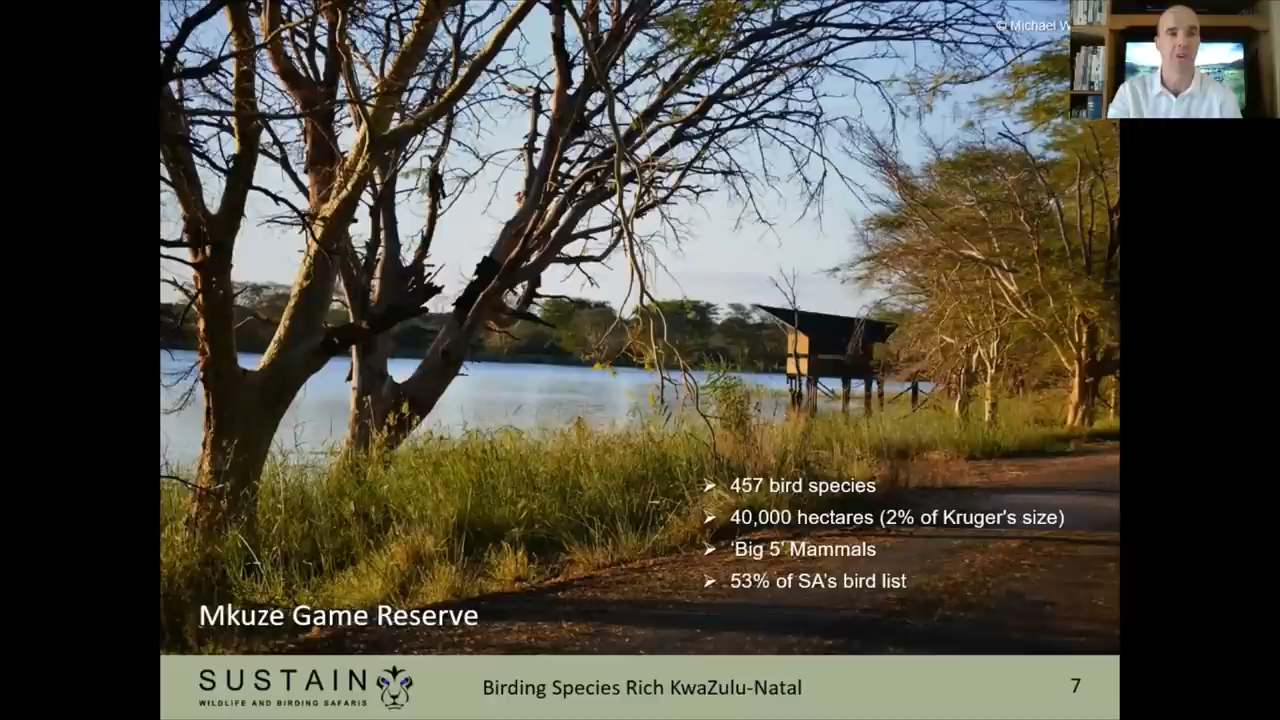 © Michael W
➢ 457 bird species
➢ 40,000 hectares (2% of Kruger's size)
➢ ‘Big 5’ Mammals
➢ 53% of SA’s bird list
Mkuze Game Reserve
SUSTAIN
WILDLIFE AND BIRDING SAFARIS
Birding Species Rich KwaZulu-Natal
7